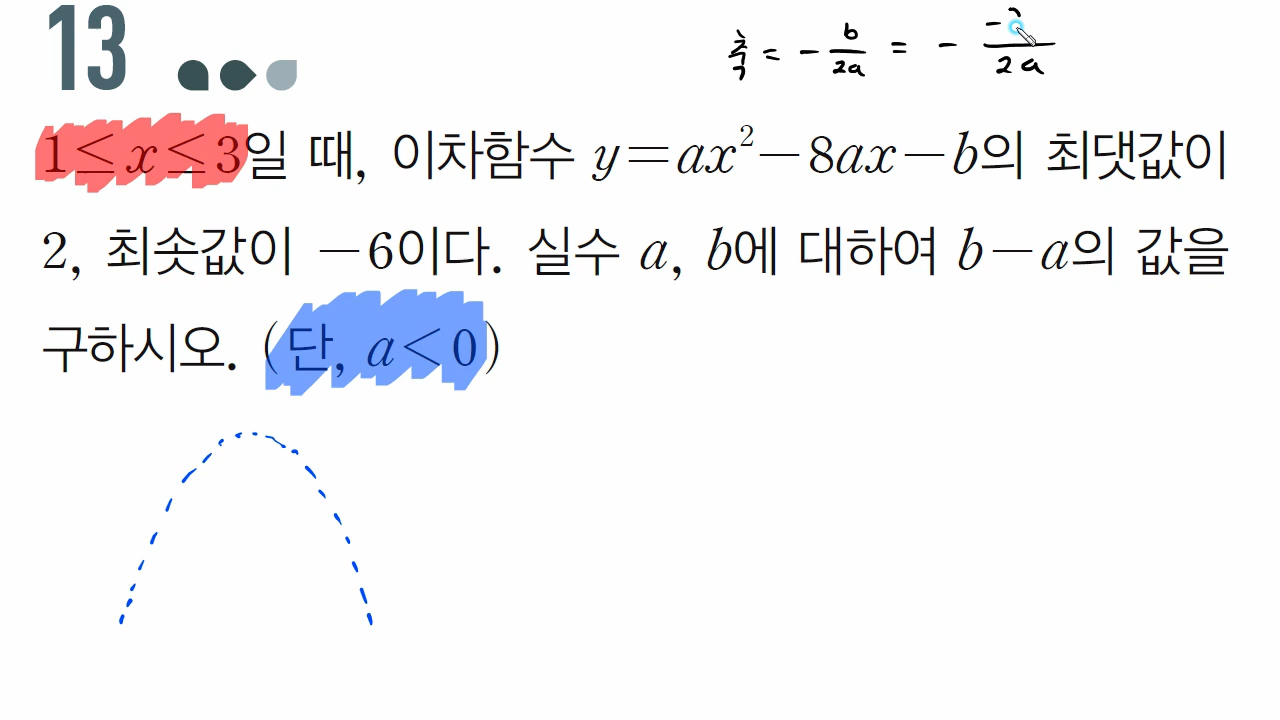 13
축 = - b/2a = - -/2a
1≤x≤3일 때, 이차함수 y=ax²-8ax-b의 최댓값이
2, 최솟값이 -6이다. 실수 a, b에 대하여 b-a의 값을
구하시오. (단, a<0)